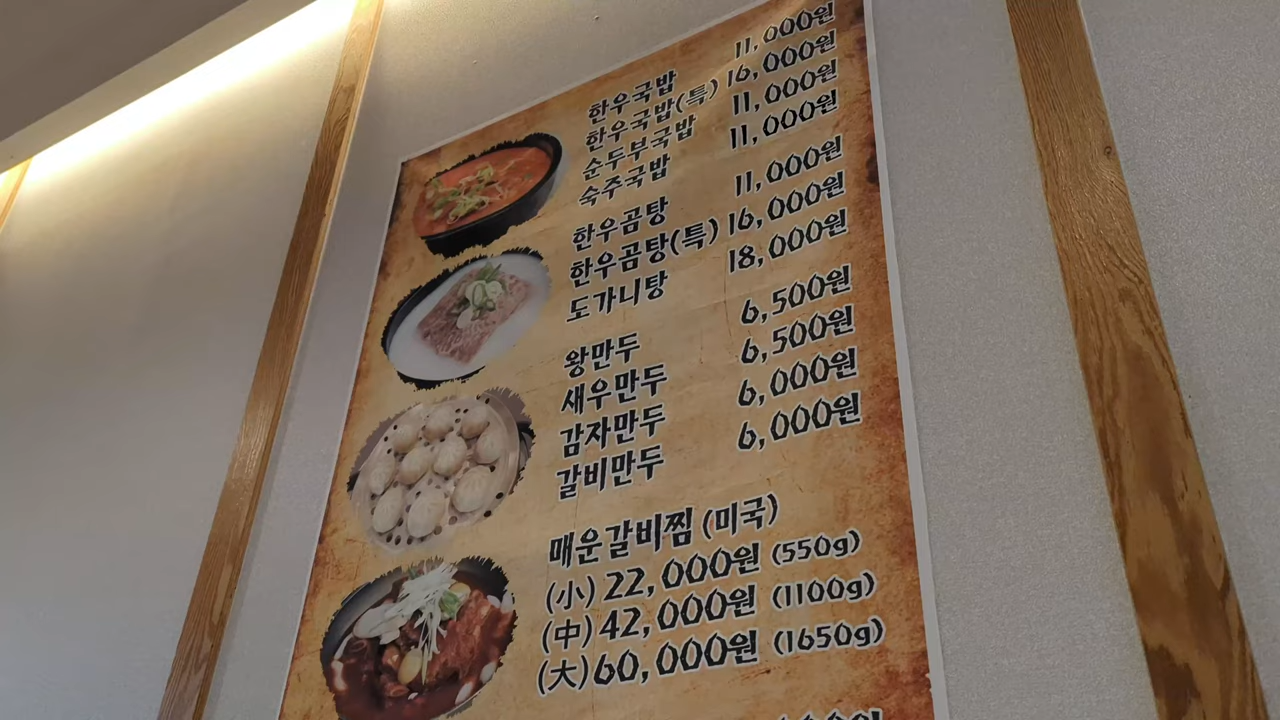 한우국밥 11,000원
한우국밥(특) 16,000원
순두부국밥 11,000원
숙주국밥 11,000원
한우곰탕 11,000원
한우곰탕(특) 16,000원
도가니탕 18,000원
왕만두 6,500원
새우만두 6,500원
감자만두 6,000원
갈비만두 6,000원
매운갈비찜 (미국)
(小) 22,000원 (550g)
(中) 42,000원 (1100g)
(大) 60,000원 (1650g)